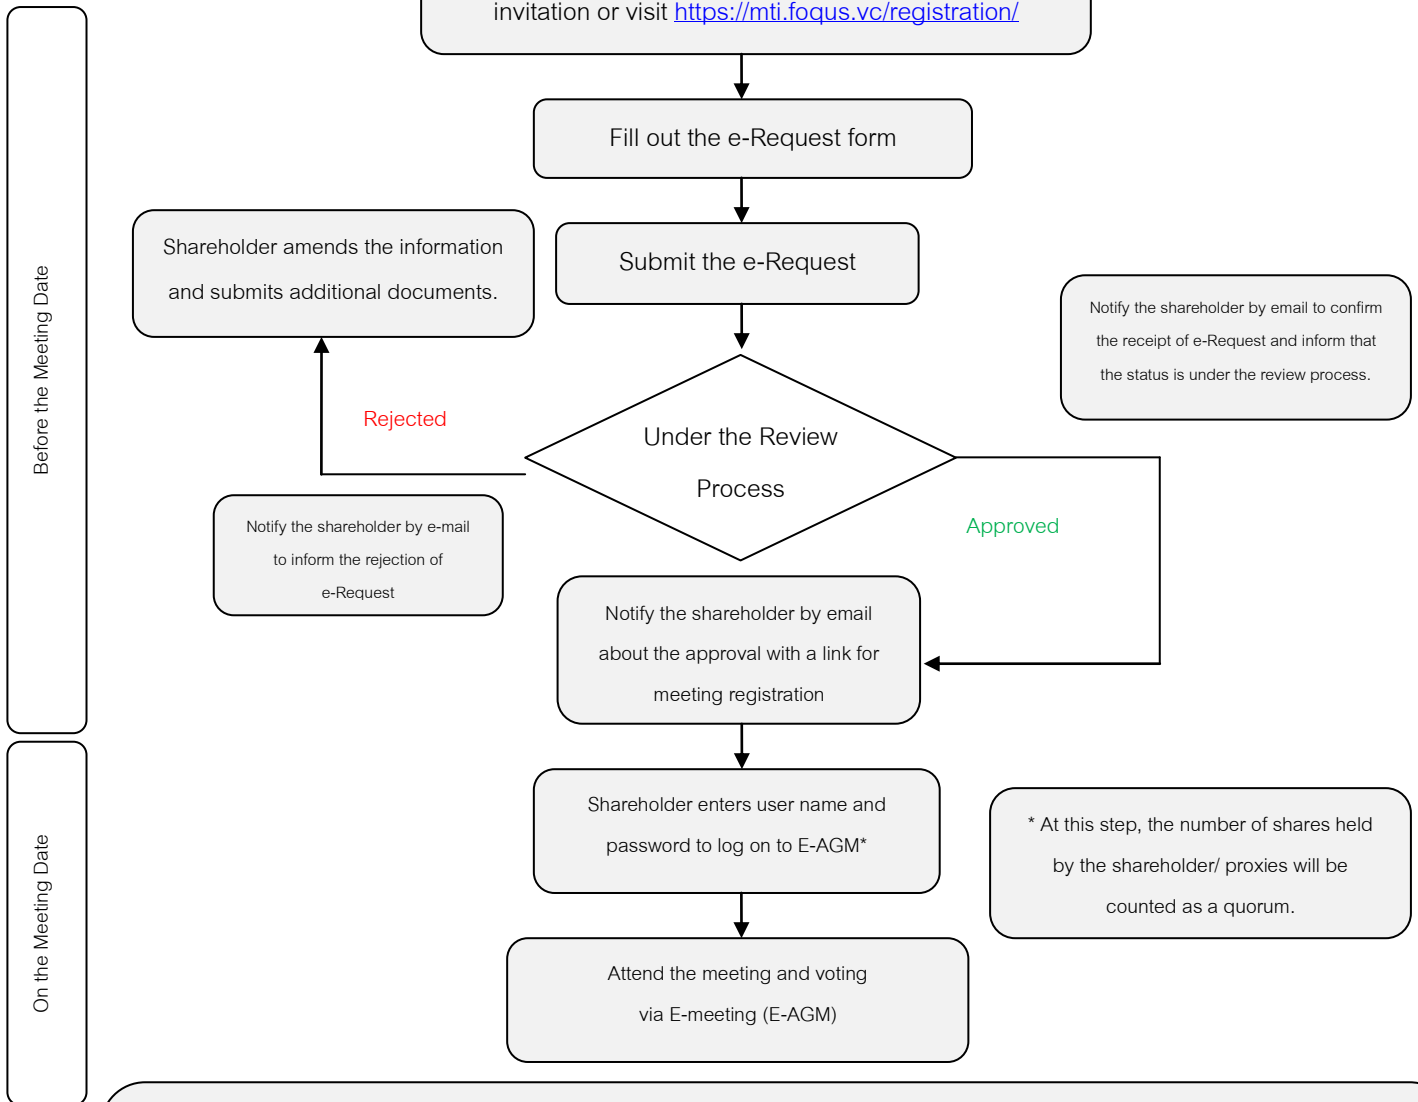 invitation or visit https://mti.foqus.vc/registration/
Fill out the e-Request form
Before the Meeting Date
Shareholder amends the information
and submits additional documents.
Submit the e-Request
Notify the shareholder by email to confirm
the receipt of e-Request and inform that
the status is under the review process.
Rejected
Under the Review
Process
Approved
Notify the shareholder by e-mail
to inform the rejection of
e-Request
Notify the shareholder by email
about the approval with a link for
meeting registration
On the Meeting Date
Shareholder enters user name and
password to log on to E-AGM*
* At this step, the number of shares held
by the shareholder/ proxies will be
counted as a quorum.
Attend the meeting and voting
via E-meeting (E-AGM)